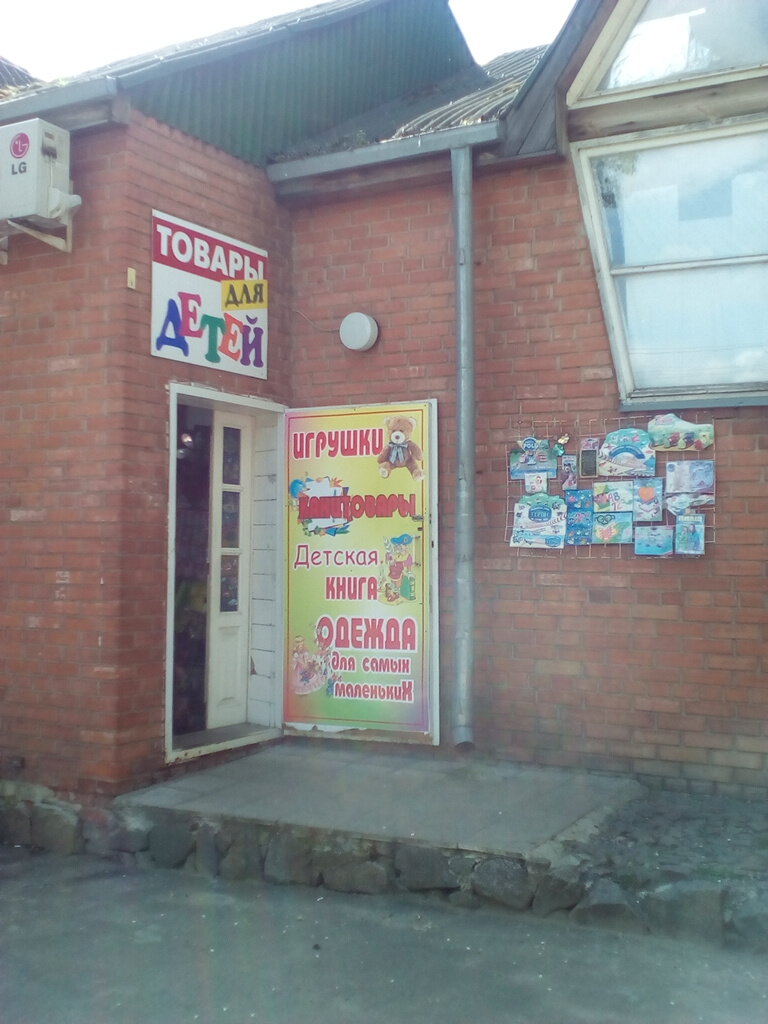 LG
ТОВАРЫ
ДЛЯ
ДЕТЕЙ
ИГРУШКИ
КАНЦТОВАРЫ
Детская
КНИГА
ОДЕЖДА
для самых
маленьких